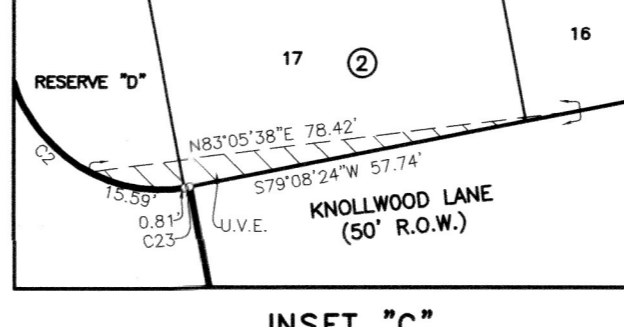 17
2
16
RESERVE "D"
N83°05'38"E 78.42'
C2
15.59'
S79°08'24"W 57.74'
0.81'
C23
U.V.E.
KNOLLWOOD LANE
(50' R.O.W.)
INSET "C"